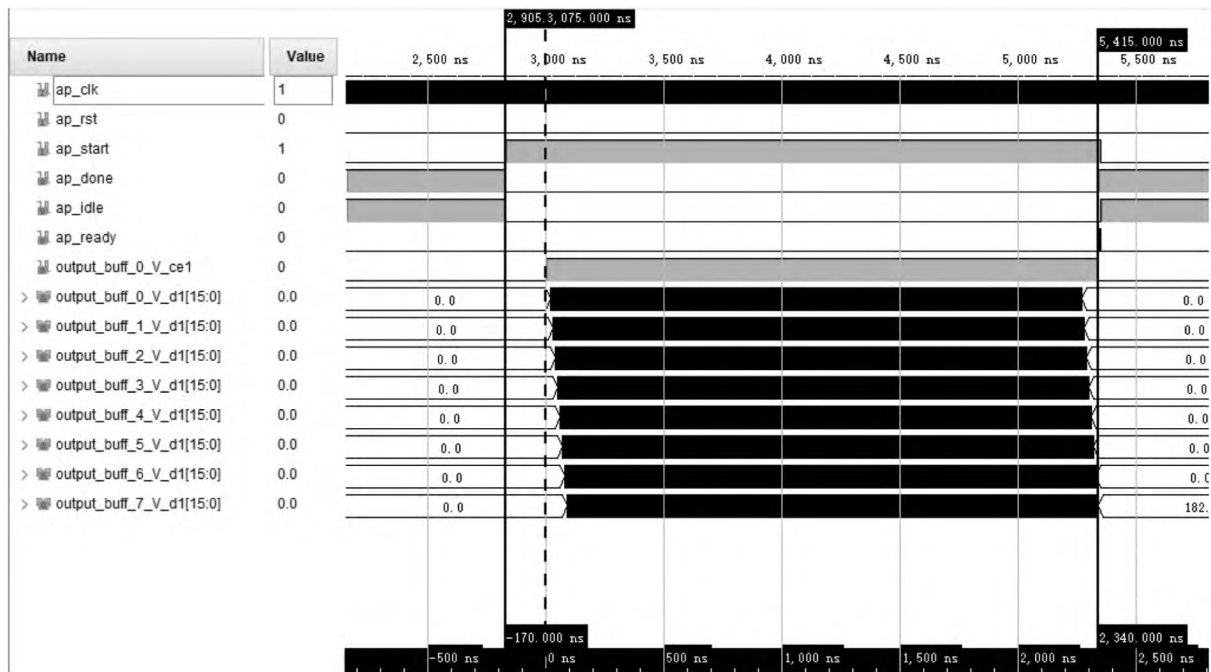 2,905.3,075.000 ns
5,415.000 ns
Name Value
2,500 ns 3,000 ns 3,500 ns 4,000 ns 4,500 ns 5,000 ns 5,500 ns
ap_clk 1
ap_rst 0
ap_start 1
ap_done 0
ap_idle 0
ap_ready 0
output_buff_0_V_ce1 0
> output_buff_0_V_d1[15:0] 0.0 0.0 0.0
> output_buff_1_V_d1[15:0] 0.0 0.0 0.0
> output_buff_2_V_d1[15:0] 0.0 0.0 0.0
> output_buff_3_V_d1[15:0] 0.0 0.0 0.0
> output_buff_4_V_d1[15:0] 0.0 0.0 0.0
> output_buff_5_V_d1[15:0] 0.0 0.0 0.0
> output_buff_6_V_d1[15:0] 0.0 0.0 0.0
> output_buff_7_V_d1[15:0] 0.0 0.0 182.
-170.000 ns 2,340.000 ns
-500 ns 0 ns 500 ns 1,000 ns 1,500 ns 2,000 ns 2,500 ns